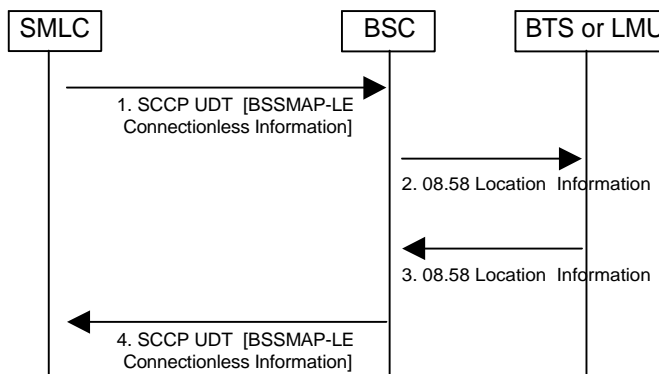 SMLC
BSC
BTS or LMU
1. SCCP UDT [BSSMAP-LE
Connectionless Information]
2. 08.58 Location Information
3. 08.58 Location Information
4. SCCP UDT [BSSMAP-LE
Connectionless Information]